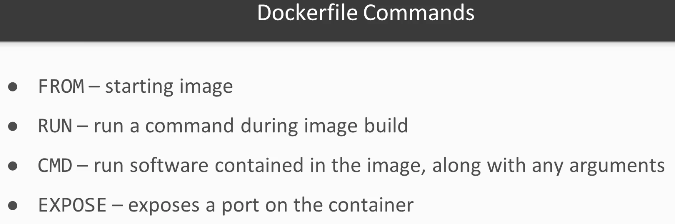 Dockerfile Commands
● FROM – starting image
● RUN – run a command during image build
● CMD – run software contained in the image, along with any arguments
● EXPOSE – exposes a port on the container